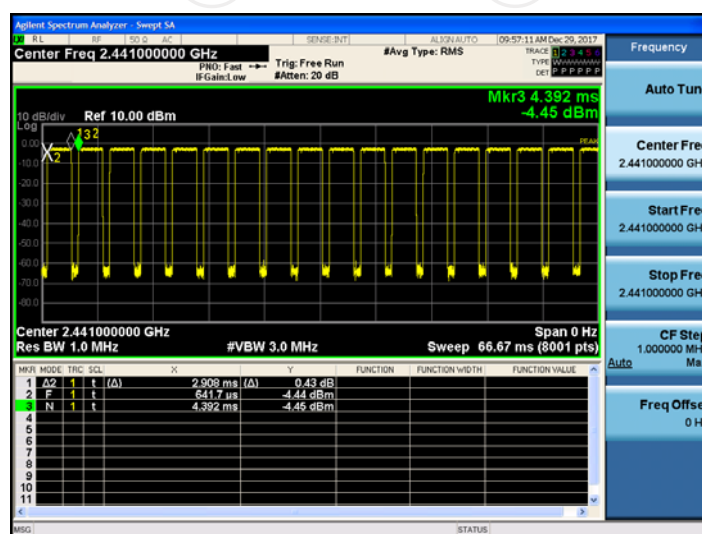 Agilent Spectrum Analyzer - Swept SA
RL RF 50 Ω AC SENSE:INT ALIGN AUTO 09:57:11 AM Dec 29, 2017
Center Freq 2.441000000 GHz #Avg Type: RMS TRACE 1 2 3 4 5 6
PNO: Fast Trig: Free Run TYPE W
IFGain:Low #Atten: 20 dB DET P P P P P P
Frequency
Mkr3 4.392 ms
10 dB/div Ref 10.00 dBm -4.45 dBm
Log
132
PEAK
0.00
X2
-10.0
-20.0
-30.0
-40.0
-50.0
-60.0
-70.0
-80.0
Center 2.441000000 GHz Span 0 Hz
Res BW 1.0 MHz #VBW 3.0 MHz Sweep 66.67 ms (8001 pts)
MKR MODE TRC SCL X Y FUNCTION FUNCTION WIDTH FUNCTION VALUE
1 Δ2 1 t (Δ) 2.908 ms (Δ) 0.43 dB
2 F 1 t 641.7 µs -4.44 dBm
3 N 1 t 4.392 ms -4.45 dBm
4
5
6
7
8
9
10
11
MSG STATUS
Auto Tun
Center Fre
2.441000000 GH
Start Fre
2.441000000 GH
Stop Fre
2.441000000 GH
CF Step
1.000000 MH
Auto Ma
Freq Offse
0 H